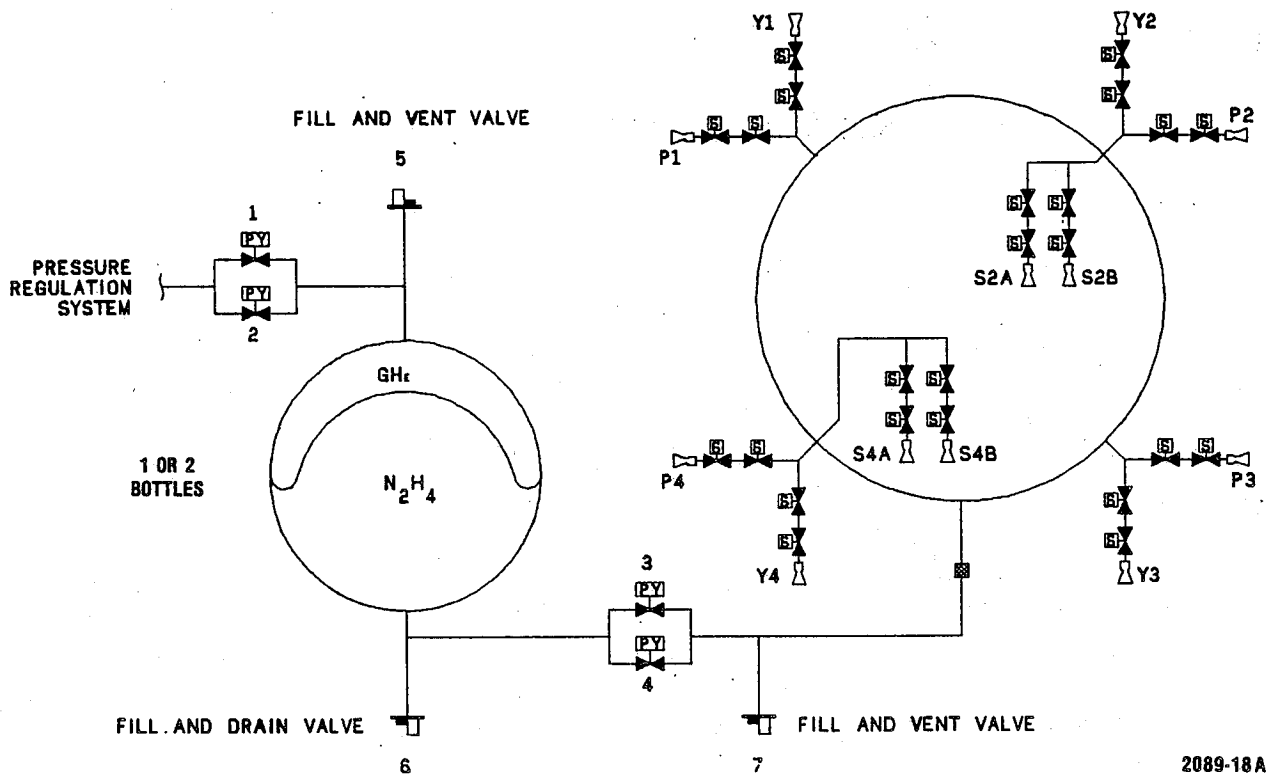 Y1
Y2
S
S
S
S
FILL AND VENT VALVE
S
S
S
S
P2
P1
5
1
PY
S
S
PRESSURE
REGULATION
SYSTEM
PY
S
S
S2A
S2B
2
GHε
S
S
1 OR 2
BOTTLES
N2H4
S
S
S
S
S4A
S4B
S
S
P4
P3
S
S
3
PY
S
S
Y4
Y3
PY
4
FILL AND DRAIN VALVE
FILL AND VENT VALVE
6
7
2089-18A